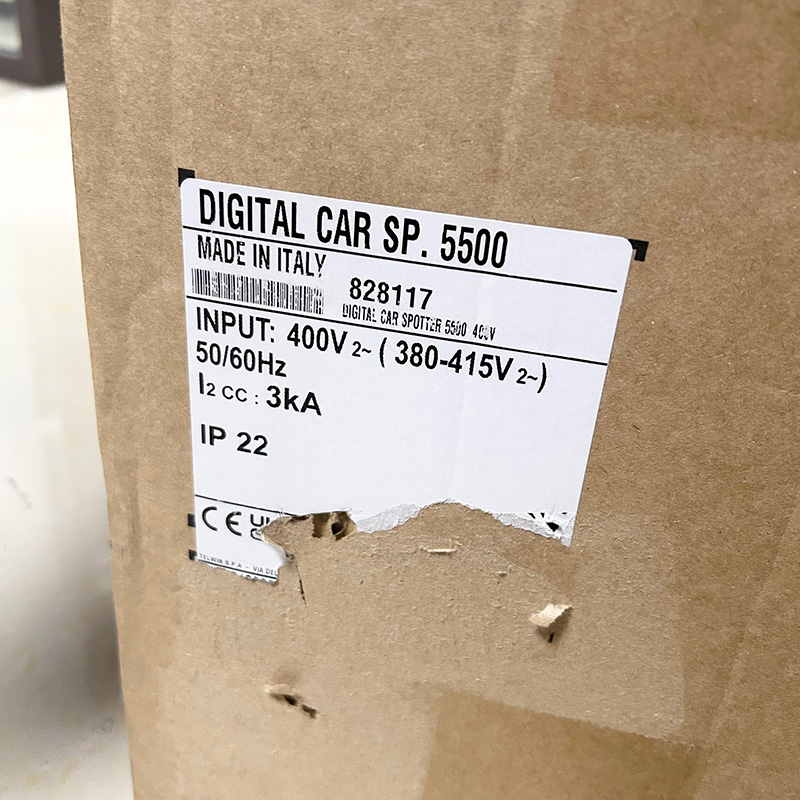 DIGITAL CAR SP. 5500
MADE IN ITALY
828117
DIGITAL CAR SPOTTER 5500 400V
INPUT: 400V 2~ ( 380-415V 2~)
50/60Hz
I2 CC : 3kA
IP 22
CE UK
TELWIN S.P.A - VIA DEL